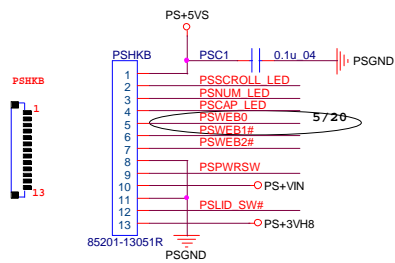 PS+5VS
PSHKB
PSC1
0.1u_04
PSGND
PSHKB
1
13
1
2 PSSCROLL_LED
3 PSNUM_LED
4 PSCAP_LED
5 PSWEB0
5/20
6 PSWEB1#
7 PSWEB2#
8
9 PSPWRSW
10 PS+VIN
11
12 PSLID_SW#
13 PS+3VH8
85201-13051R
PSGND